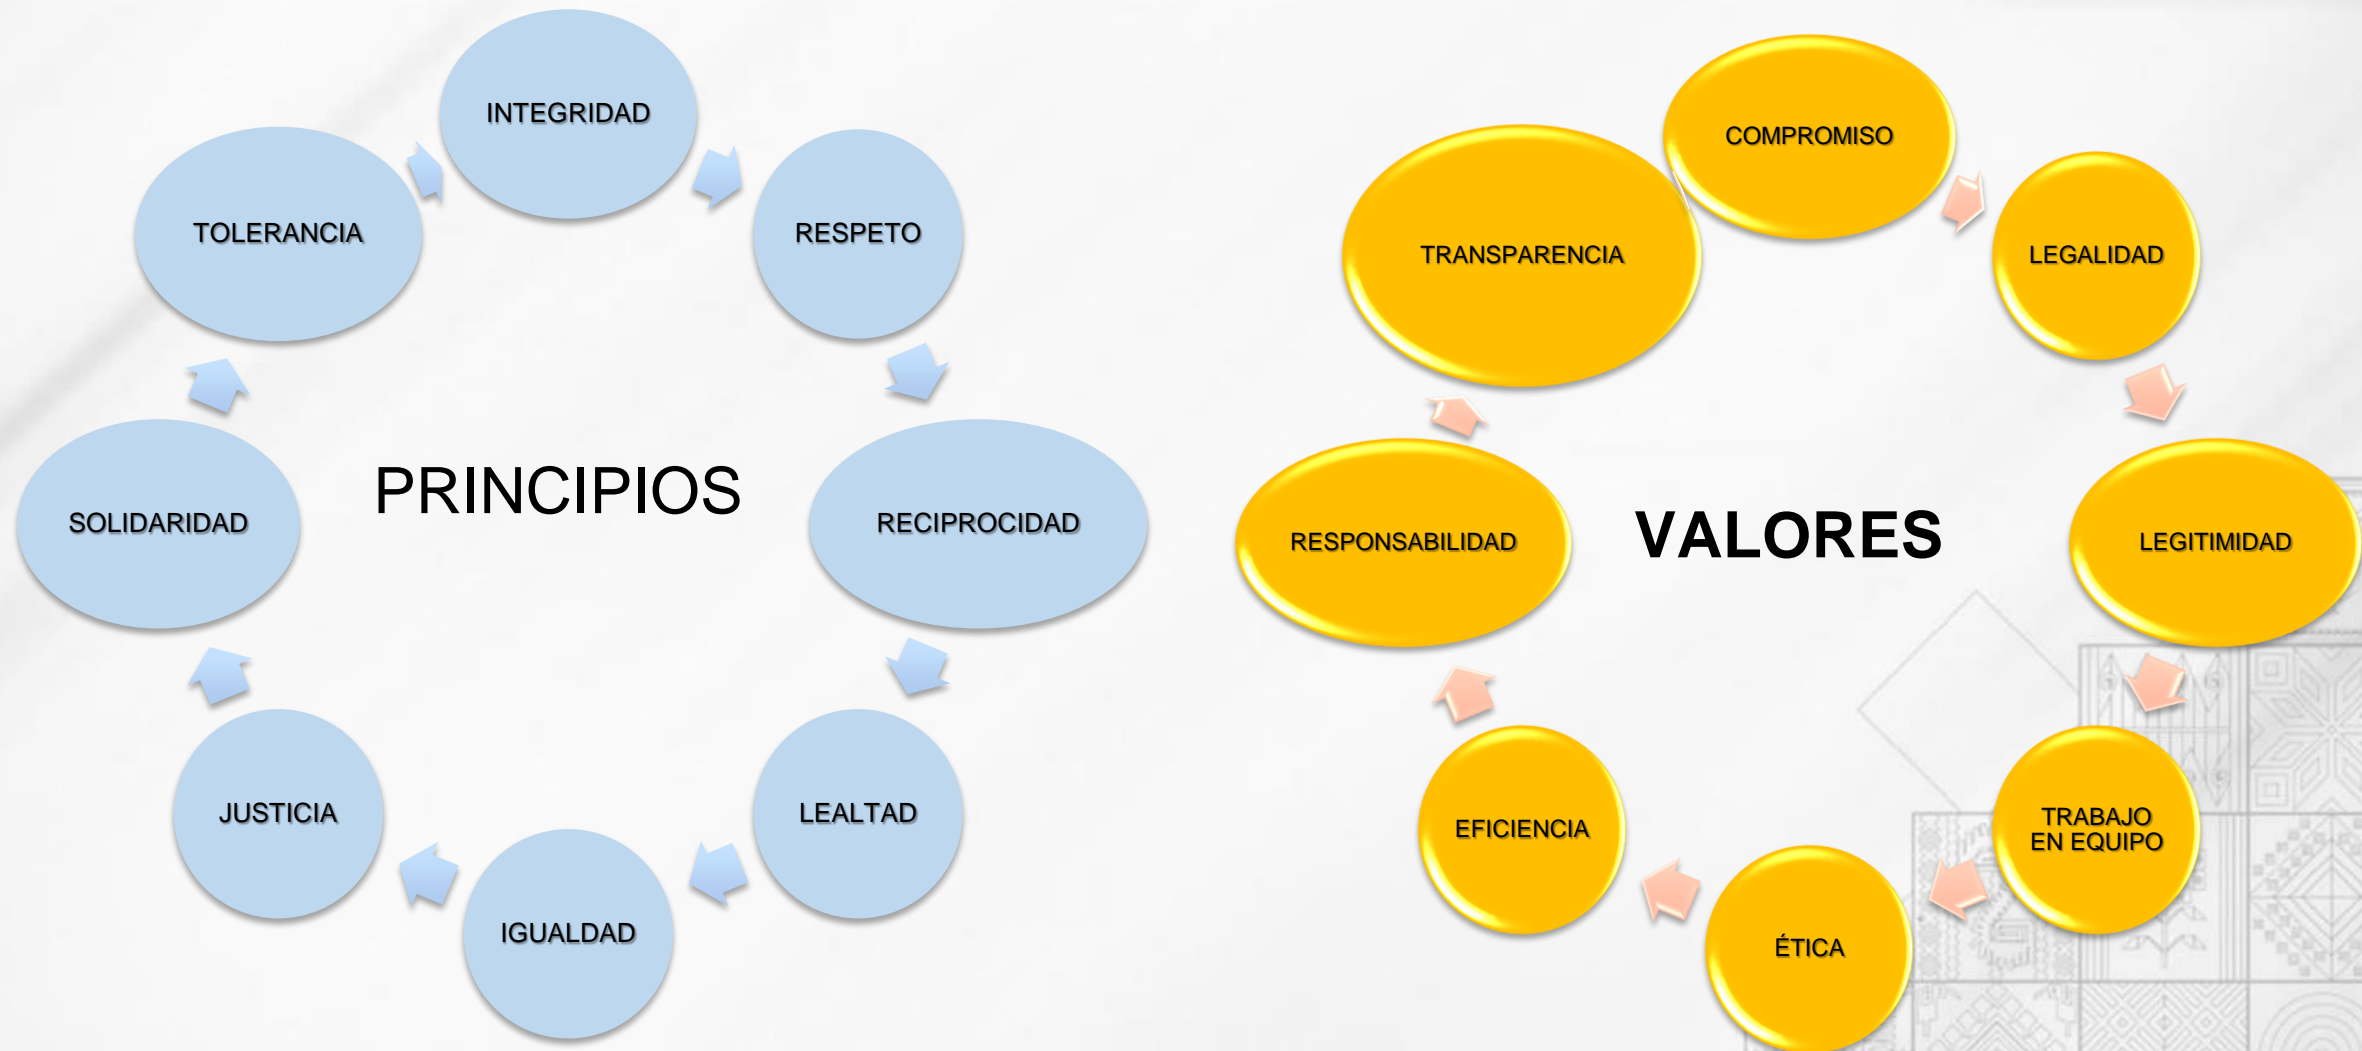 PRINCIPIOS
INTEGRIDAD
RESPETO
RECIPROCIDAD
LEALTAD
IGUALDAD
JUSTICIA
SOLIDARIDAD
TOLERANCIA
VALORES
COMPROMISO
LEGALIDAD
LEGITIMIDAD
TRABAJO
EN EQUIPO
ÉTICA
EFICIENCIA
RESPONSABILIDAD
TRANSPARENCIA